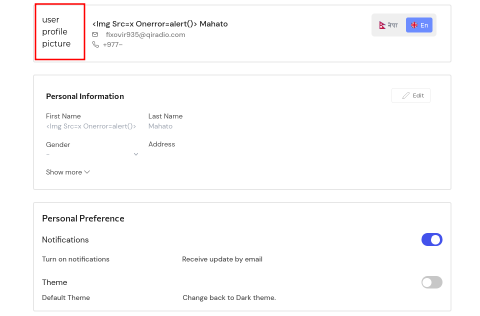 user
profile
picture
<Img Src=x Onerror=alert()> Mahato
flxovir935@qiradio.com
+977-
नेपा
En
Personal Information
Edit
First Name
Last Name
<Img Src=x Onerror=alert()>
Mahato
Gender
Address
-
Show more
Personal Preference
Notifications
Turn on notifications
Receive update by email
Theme
Default Theme
Change back to Dark theme.